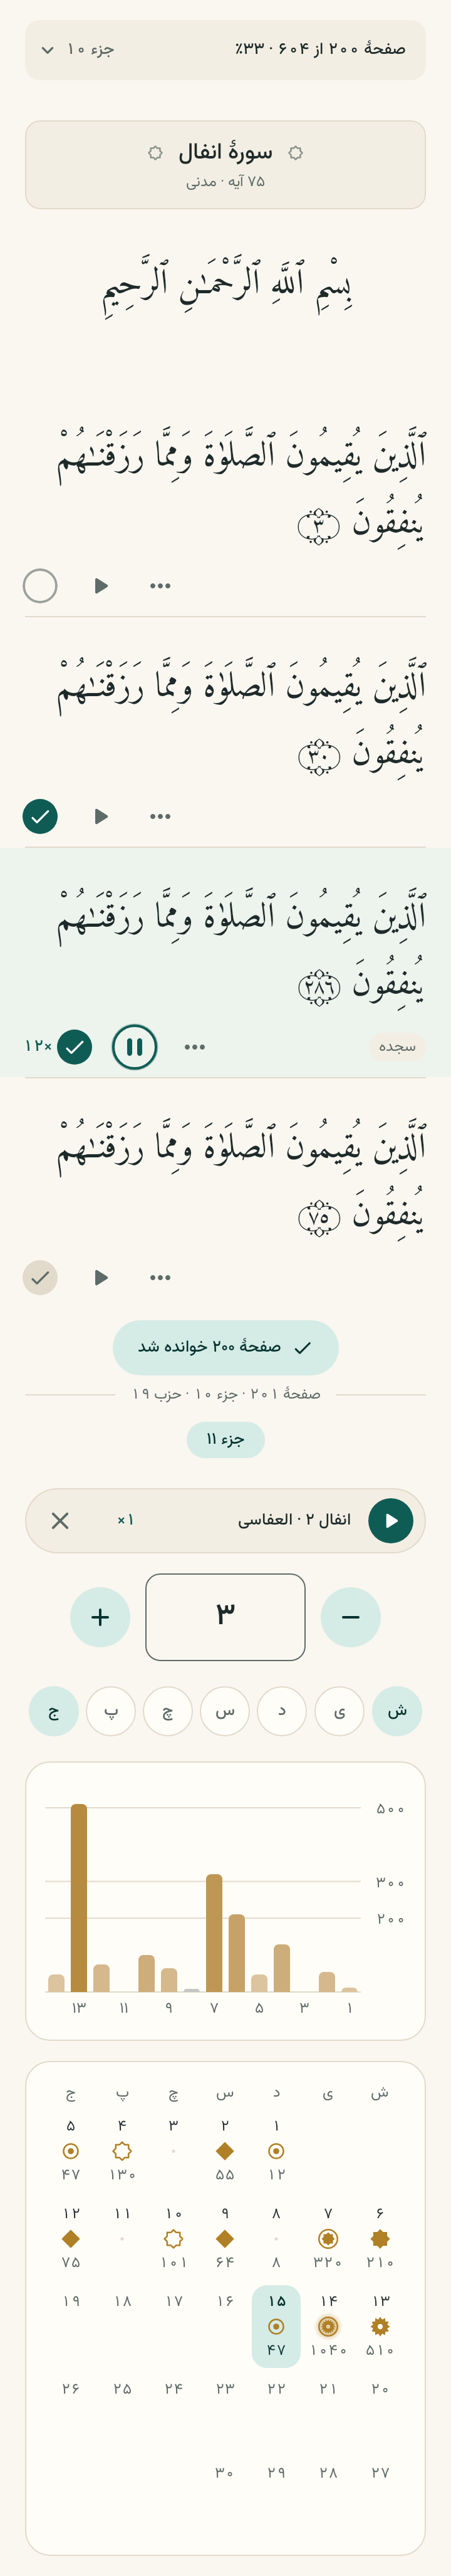 صفحهٔ ۲۰۰ از ۶۰۴ · ۳۳٪ جزء ۱۰
سورهٔ انفال
۷۵ آیه · مدنی
بِسْمِ ٱللَّهِ ٱلرَّحْمَـٰنِ ٱلرَّحِيمِ
ٱلَّذِينَ يُقِيمُونَ ٱلصَّلَوٰةَ وَمِمَّا رَزَقْنَـٰهُمْ
يُنفِقُونَ ٣
ٱلَّذِينَ يُقِيمُونَ ٱلصَّلَوٰةَ وَمِمَّا رَزَقْنَـٰهُمْ
يُنفِقُونَ ٣٠
ٱلَّذِينَ يُقِيمُونَ ٱلصَّلَوٰةَ وَمِمَّا رَزَقْنَـٰهُمْ
يُنفِقُونَ ٢٨٦
سجده ×۱۲
ٱلَّذِينَ يُقِيمُونَ ٱلصَّلَوٰةَ وَمِمَّا رَزَقْنَـٰهُمْ
يُنفِقُونَ ٧٥
صفحهٔ ۲۰۰ خوانده شد
صفحهٔ ۲۰۱ · جزء ۱۰ · حزب ۱۹
جزء ۱۱
انفال ۲ · العفاسی ۱×
۳
ش ی د س چ پ ج
۵۰۰
۳۰۰
۲۰۰
۱ ۳ ۵ ۷ ۹ ۱۱ ۱۳
ش ی د س چ پ ج
۱ ۲ ۳ ۴ ۵
۱۲ ۵۵ ۱۳۰ ۴۷
۶ ۷ ۸ ۹ ۱۰ ۱۱ ۱۲
۲۱۰ ۳۲۰ ۸ ۶۴ ۱۰۱ ۷۵
۱۳ ۱۴ ۱۵ ۱۶ ۱۷ ۱۸ ۱۹
۵۱۰ ۱۰۴۰ ۴۷
۲۰ ۲۱ ۲۲ ۲۳ ۲۴ ۲۵ ۲۶
۲۷ ۲۸ ۲۹ ۳۰